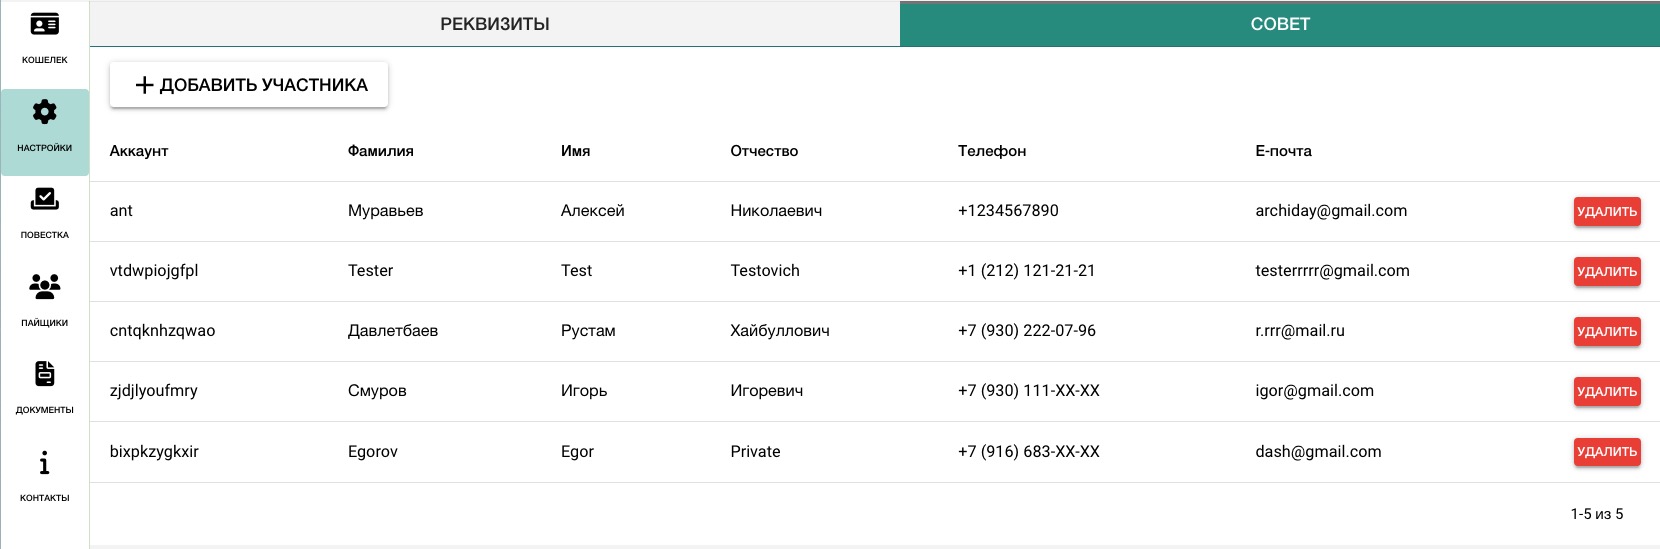 РЕКВИЗИТЫ СОВЕТ
КОШЕЛЕК
НАСТРОЙКИ
ПОВЕСТКА
ПАЙЩИКИ
ДОКУМЕНТЫ
КОНТАКТЫ
ДОБАВИТЬ УЧАСТНИКА
Аккаунт Фамилия Имя Отчество Телефон Е-почта
ant Муравьев Алексей Николаевич +1234567890 archiday@gmail.com УДАЛИТЬ
vtdwpiojgfpl Tester Test Testovich +1 (212) 121-21-21 testerrrrr@gmail.com УДАЛИТЬ
cntqknhzqwao Давлетбаев Рустам Хайбуллович +7 (930) 222-07-96 r.rrr@mail.ru УДАЛИТЬ
zjdjlyoufmry Смуров Игорь Игоревич +7 (930) 111-XX-XX igor@gmail.com УДАЛИТЬ
bixpkzygkxir Egorov Egor Private +7 (916) 683-XX-XX dash@gmail.com УДАЛИТЬ
1-5 из 5